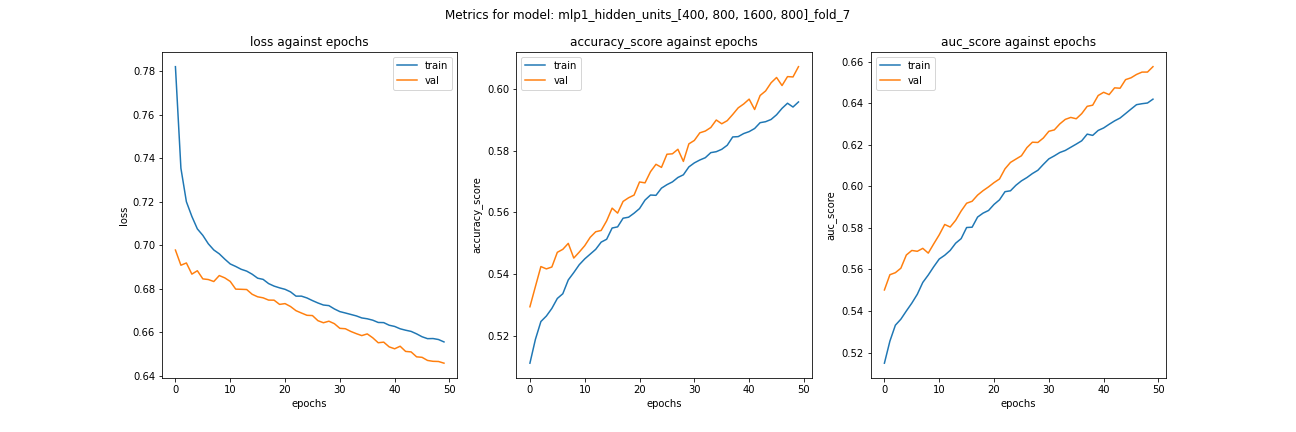 Metrics for model: mlp1_hidden_units_[400, 800, 1600, 800]_fold_7
loss against epochs
train
val
0.78
0.76
0.74
0.72
0.70
0.68
0.66
0.64
loss
0
10
20
30
40
50
epochs
accuracy_score against epochs
train
val
0.60
0.58
0.56
0.54
0.52
accuracy_score
0
10
20
30
40
50
epochs
auc_score against epochs
train
val
0.66
0.64
0.62
0.60
0.58
0.56
0.54
0.52
auc_score
0
10
20
30
40
50
epochs